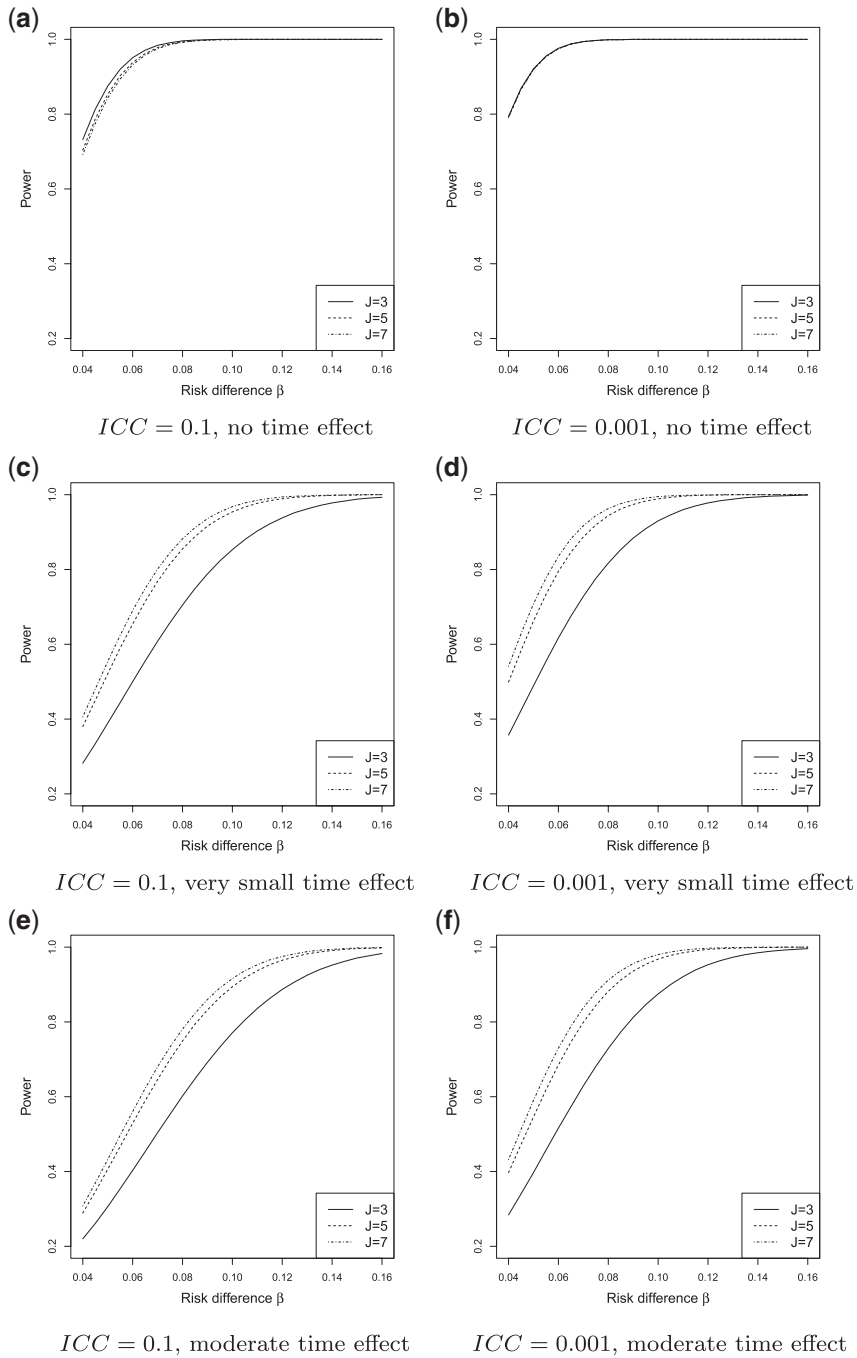 (a)
Power
1.0
0.8
0.6
0.4
0.2
J=3
J=5
J=7
0.04 0.06 0.08 0.10 0.12 0.14 0.16
Risk difference β
ICC = 0.1, no time effect
(b)
Power
1.0
0.8
0.6
0.4
0.2
J=3
J=5
J=7
0.04 0.06 0.08 0.10 0.12 0.14 0.16
Risk difference β
ICC = 0.001, no time effect
(c)
Power
1.0
0.8
0.6
0.4
0.2
J=3
J=5
J=7
0.04 0.06 0.08 0.10 0.12 0.14 0.16
Risk difference β
ICC = 0.1, very small time effect
(d)
Power
1.0
0.8
0.6
0.4
0.2
J=3
J=5
J=7
0.04 0.06 0.08 0.10 0.12 0.14 0.16
Risk difference β
ICC = 0.001, very small time effect
(e)
Power
1.0
0.8
0.6
0.4
0.2
J=3
J=5
J=7
0.04 0.06 0.08 0.10 0.12 0.14 0.16
Risk difference β
ICC = 0.1, moderate time effect
(f)
Power
1.0
0.8
0.6
0.4
0.2
J=3
J=5
J=7
0.04 0.06 0.08 0.10 0.12 0.14 0.16
Risk difference β
ICC = 0.001, moderate time effect